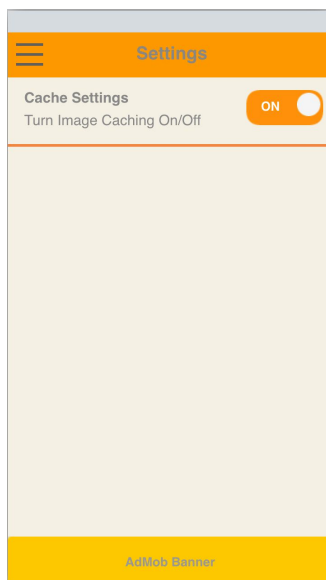 Settings
Cache Settings
ON
Turn Image Caching On/Off
AdMob Banner